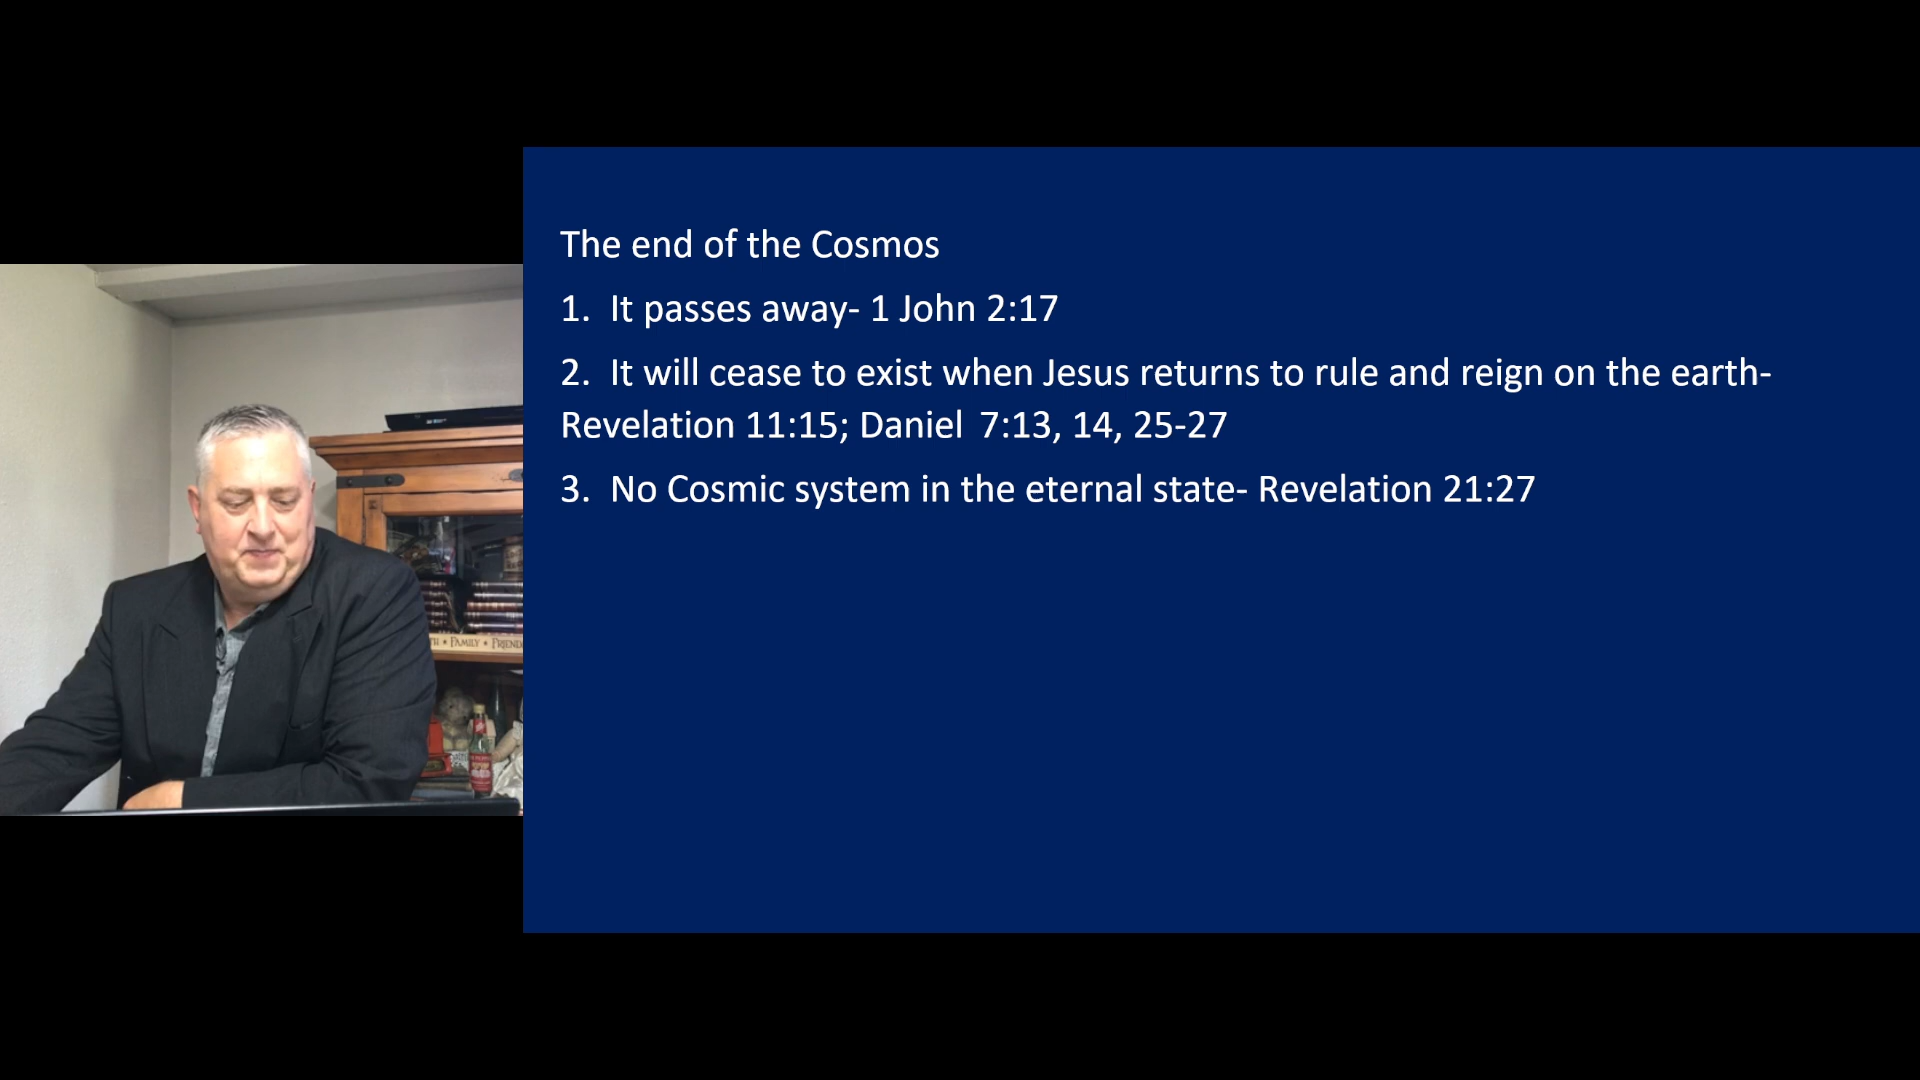 The end of the Cosmos
1. It passes away- 1 John 2:17
2. It will cease to exist when Jesus returns to rule and reign on the earth-
Revelation 11:15; Daniel 7:13, 14, 25-27
3. No Cosmic system in the eternal state- Revelation 21:27
* FAMILY *